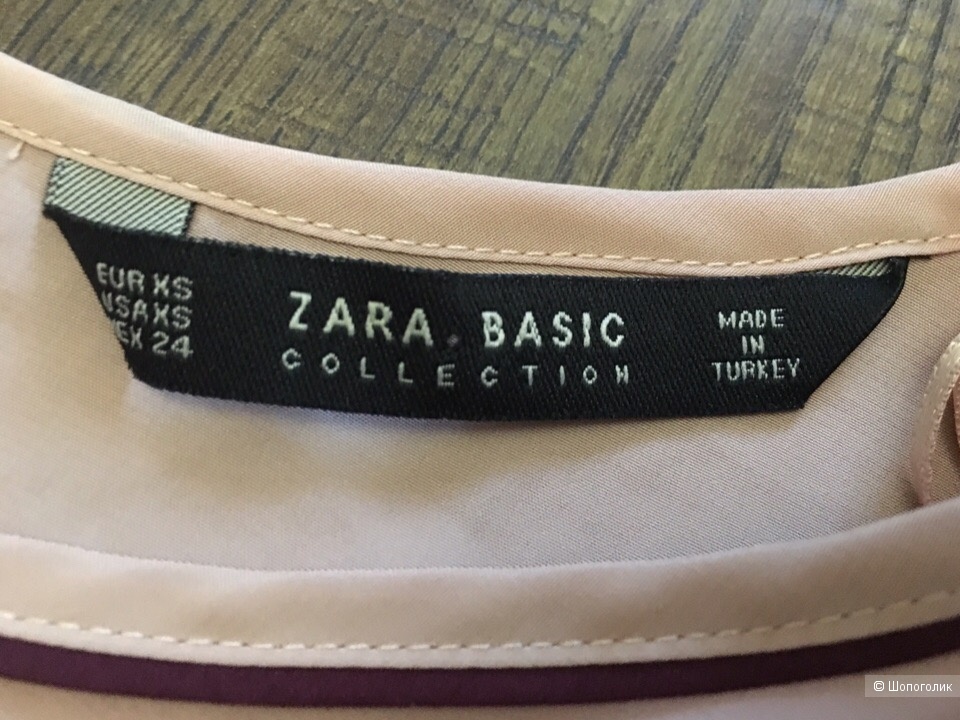 EUR XS
USA XS
MEX 24
ZARA BASIC
COLLECTION
MADE
IN
TURKEY
© Шопоголик